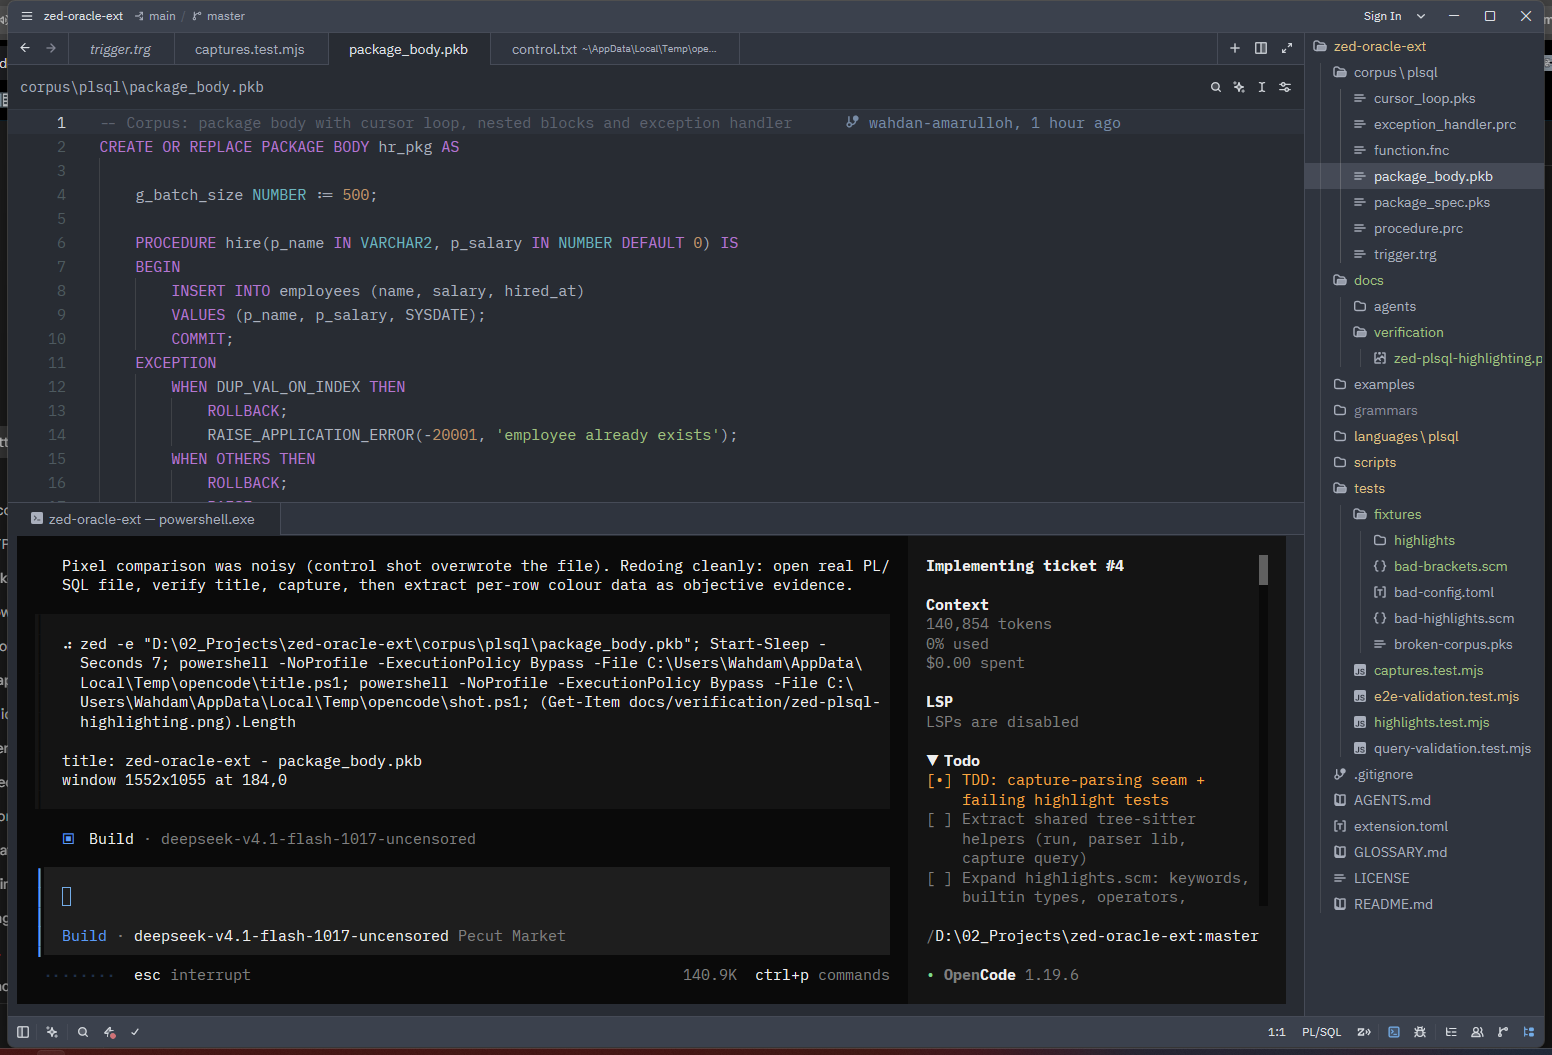 zed-oracle-ext main / master Sign In
trigger.trg captures.test.mjs package_body.pkb control.txt ~\AppData\Local\Temp\ope...
corpus\plsql\package_body.pkb
1 -- Corpus: package body with cursor loop, nested blocks and exception handler wahdan-amarulloh, 1 hour ago
2 CREATE OR REPLACE PACKAGE BODY hr_pkg AS
3
4 g_batch_size NUMBER := 500;
5
6 PROCEDURE hire(p_name IN VARCHAR2, p_salary IN NUMBER DEFAULT 0) IS
7 BEGIN
8 INSERT INTO employees (name, salary, hired_at)
9 VALUES (p_name, p_salary, SYSDATE);
10 COMMIT;
11 EXCEPTION
12 WHEN DUP_VAL_ON_INDEX THEN
13 ROLLBACK;
14 RAISE_APPLICATION_ERROR(-20001, 'employee already exists');
15 WHEN OTHERS THEN
16 ROLLBACK;
zed-oracle-ext — powershell.exe
Pixel comparison was noisy (control shot overwrote the file). Redoing cleanly: open real PL/
SQL file, verify title, capture, then extract per-row colour data as objective evidence.
zed -e "D:\02_Projects\zed-oracle-ext\corpus\plsql\package_body.pkb"; Start-Sleep -
Seconds 7; powershell -NoProfile -ExecutionPolicy Bypass -File C:\Users\Wahdam\AppData\
Local\Temp\opencode\title.ps1; powershell -NoProfile -ExecutionPolicy Bypass -File C:\
Users\Wahdam\AppData\Local\Temp\opencode\shot.ps1; (Get-Item docs/verification/zed-plsql-
highlighting.png).Length
title: zed-oracle-ext - package_body.pkb
window 1552x1055 at 184,0
Build · deepseek-v4.1-flash-1017-uncensored
Build · deepseek-v4.1-flash-1017-uncensored Pecut Market
esc interrupt 140.9K ctrl+p commands
Implementing ticket #4
Context
140,854 tokens
0% used
$0.00 spent
LSP
LSPs are disabled
▼ Todo
[•] TDD: capture-parsing seam +
failing highlight tests
[ ] Extract shared tree-sitter
helpers (run, parser lib,
capture query)
[ ] Expand highlights.scm: keywords,
builtin types, operators,
/D:\02_Projects\zed-oracle-ext:master
• OpenCode 1.19.6
zed-oracle-ext
corpus\plsql
cursor_loop.pks
exception_handler.prc
function.fnc
package_body.pkb
package_spec.pks
procedure.prc
trigger.trg
docs
agents
verification
zed-plsql-highlighting.p
examples
grammars
languages\plsql
scripts
tests
fixtures
highlights
bad-brackets.scm
bad-config.toml
bad-highlights.scm
broken-corpus.pks
captures.test.mjs
e2e-validation.test.mjs
highlights.test.mjs
query-validation.test.mjs
.gitignore
AGENTS.md
extension.toml
GLOSSARY.md
LICENSE
README.md
1:1 PL/SQL